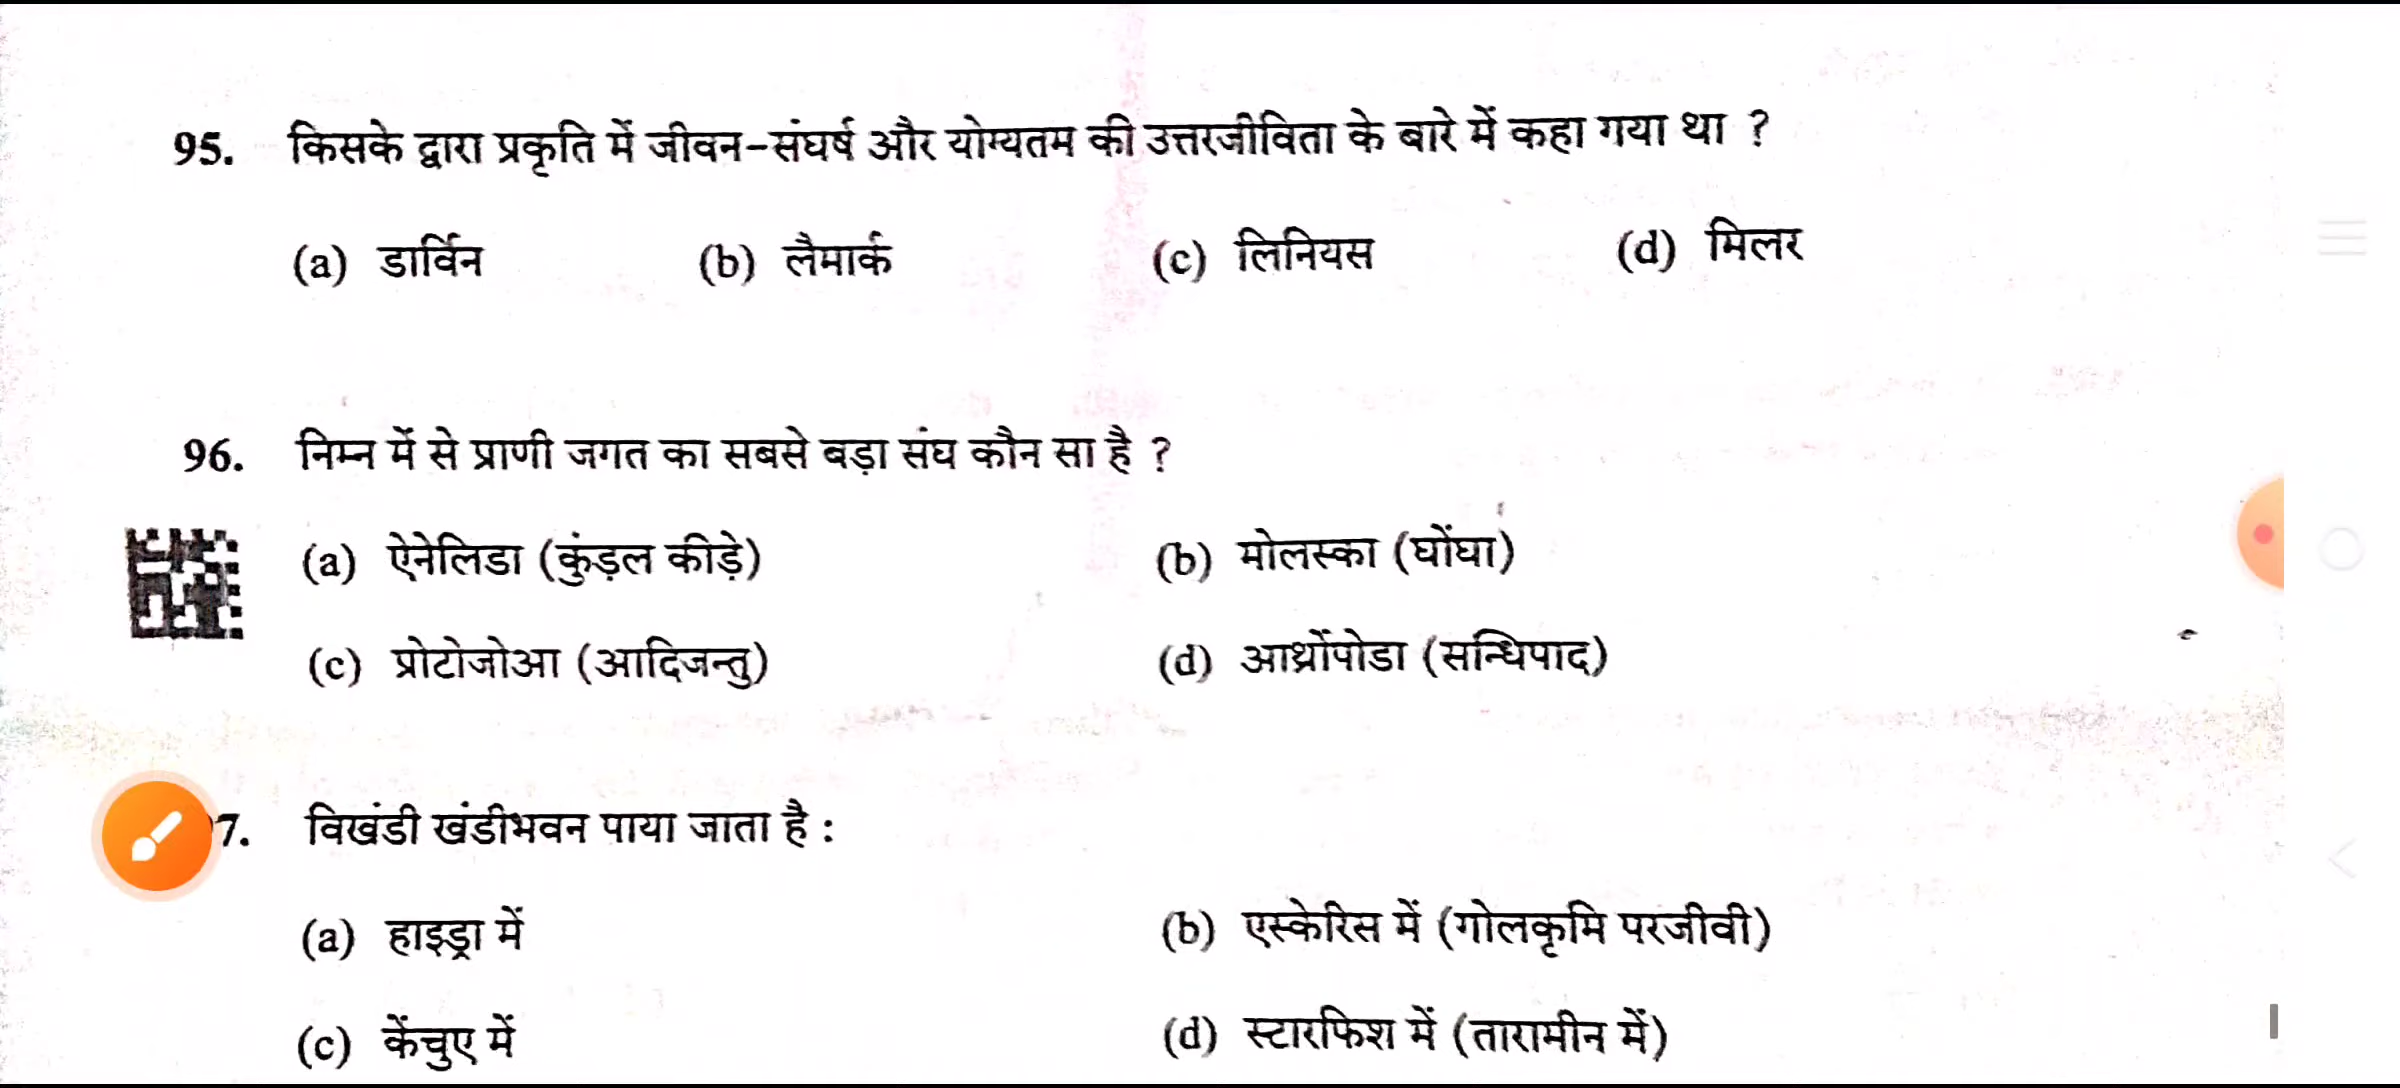 95. किसके द्वारा प्रकृति में जीवन-संघर्ष और योग्यतम की उत्तरजीविता के बारे में कहा गया था ?
(a) डार्विन (b) लैमार्क (c) लिनियस (d) मिलर
96. निम्न में से प्राणी जगत का सबसे बड़ा संघ कौन सा है ?
(a) ऐनेलिडा (कुंड़ल कीड़े) (b) मोलस्का (घोंघा)
(c) प्रोटोजोआ (आदिजन्तु) (d) आर्थ्रोपोडा (सन्धिपाद)
7. विखंडी खंडीभवन पाया जाता है :
(a) हाइड्रा में (b) एस्केरिस में (गोलकृमि परजीवी)
(c) केंचुए में (d) स्टारफिश में (तारामीन में)